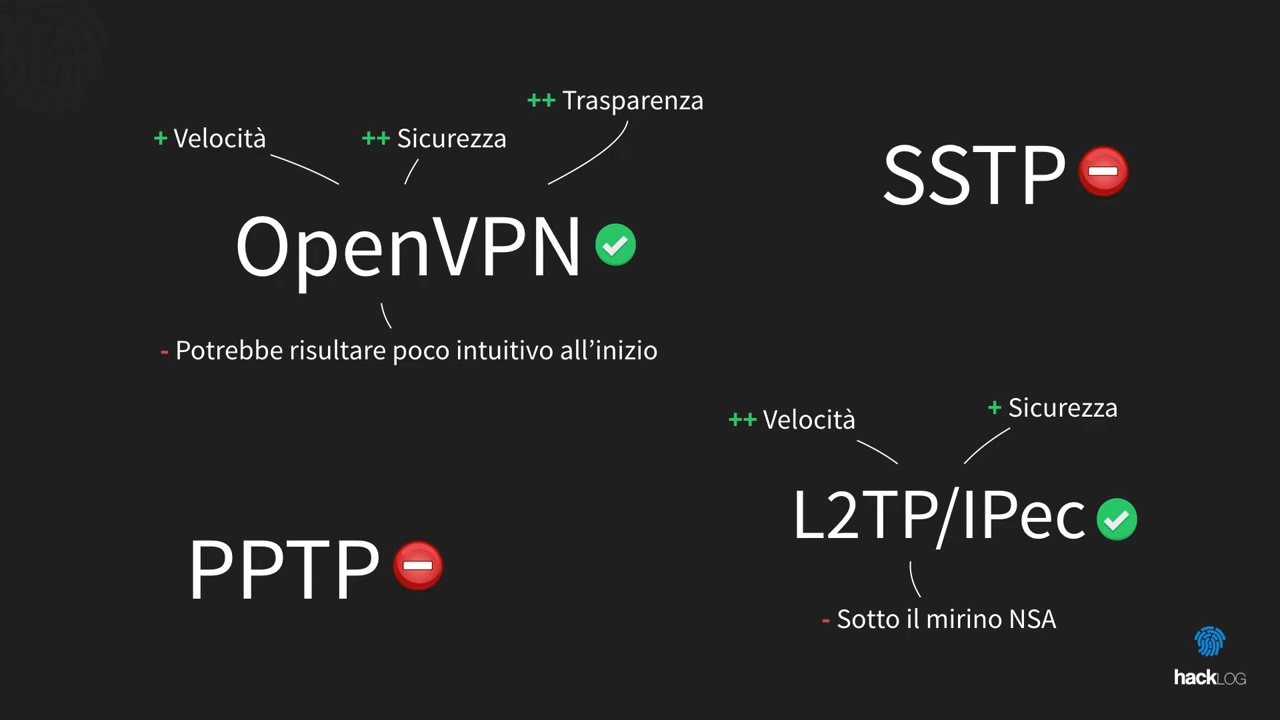 ++ Trasparenza
+ Velocità
++ Sicurezza
SSTP
OpenVPN
- Potrebbe risultare poco intuitivo all’inizio
++ Velocità
+ Sicurezza
L2TP/IPec
PPTP
- Sotto il mirino NSA
hackLOG